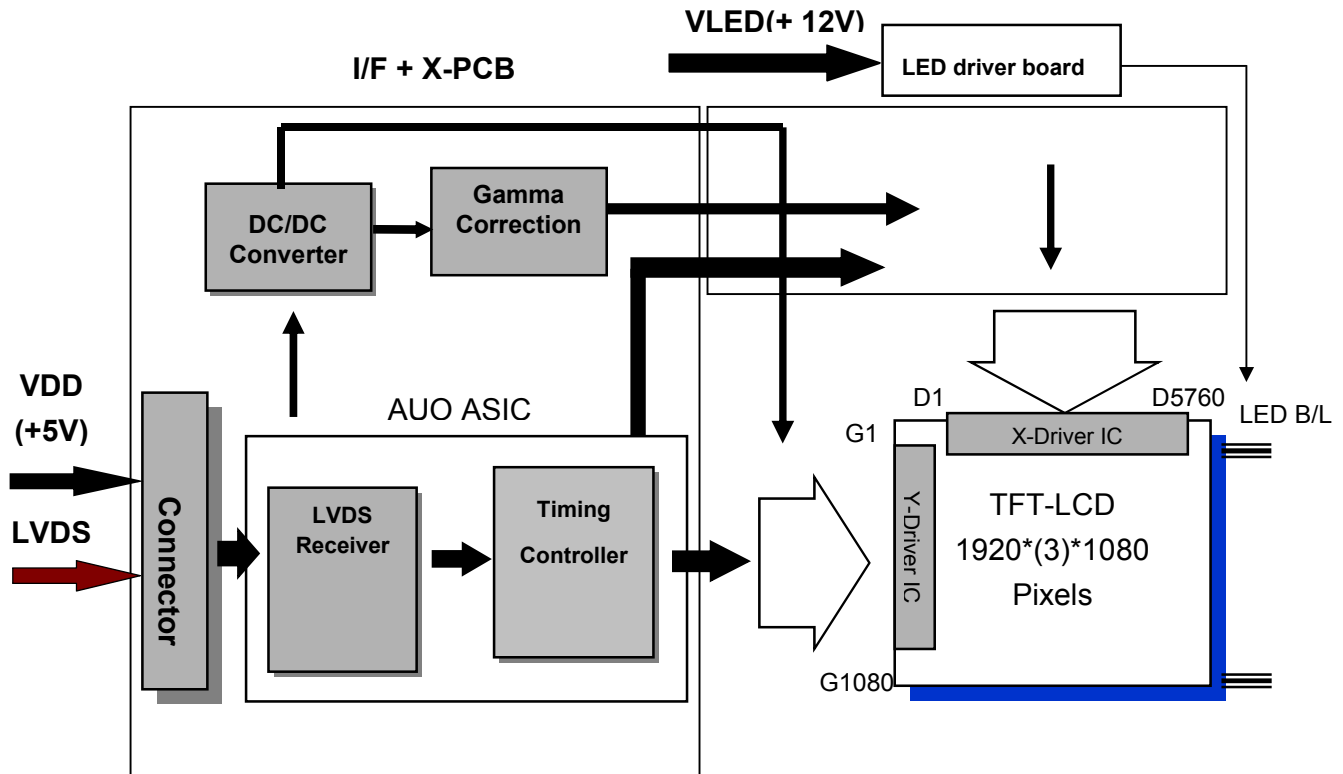 VLED(+ 12V)
LED driver board
I/F + X-PCB
Gamma
Correction
DC/DC
Converter
VDD
(+5V)
LVDS
Connector
AUO ASIC
LVDS
Receiver
Timing
Controller
D1
D5760
LED B/L
G1
X-Driver IC
Y-Driver IC
TFT-LCD
1920*(3)*1080
Pixels
G1080